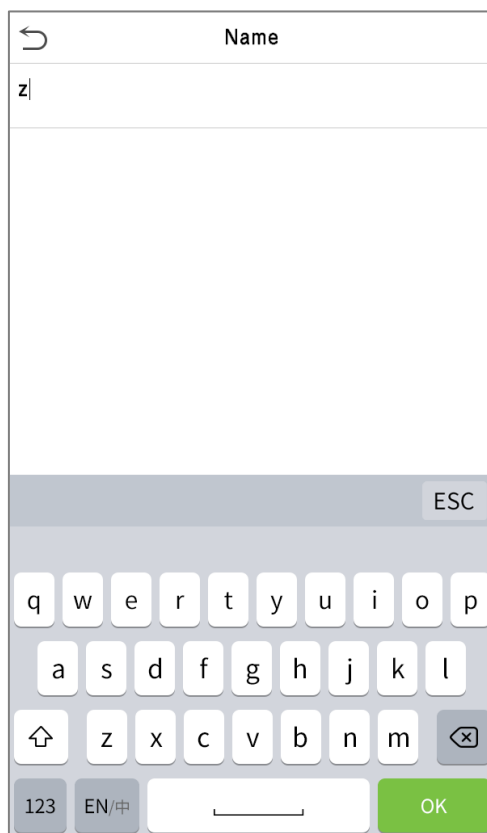 Name
z
ESC
q w e r t y u i o p
a s d f g h j k l
z x c v b n m
123 EN/中 OK